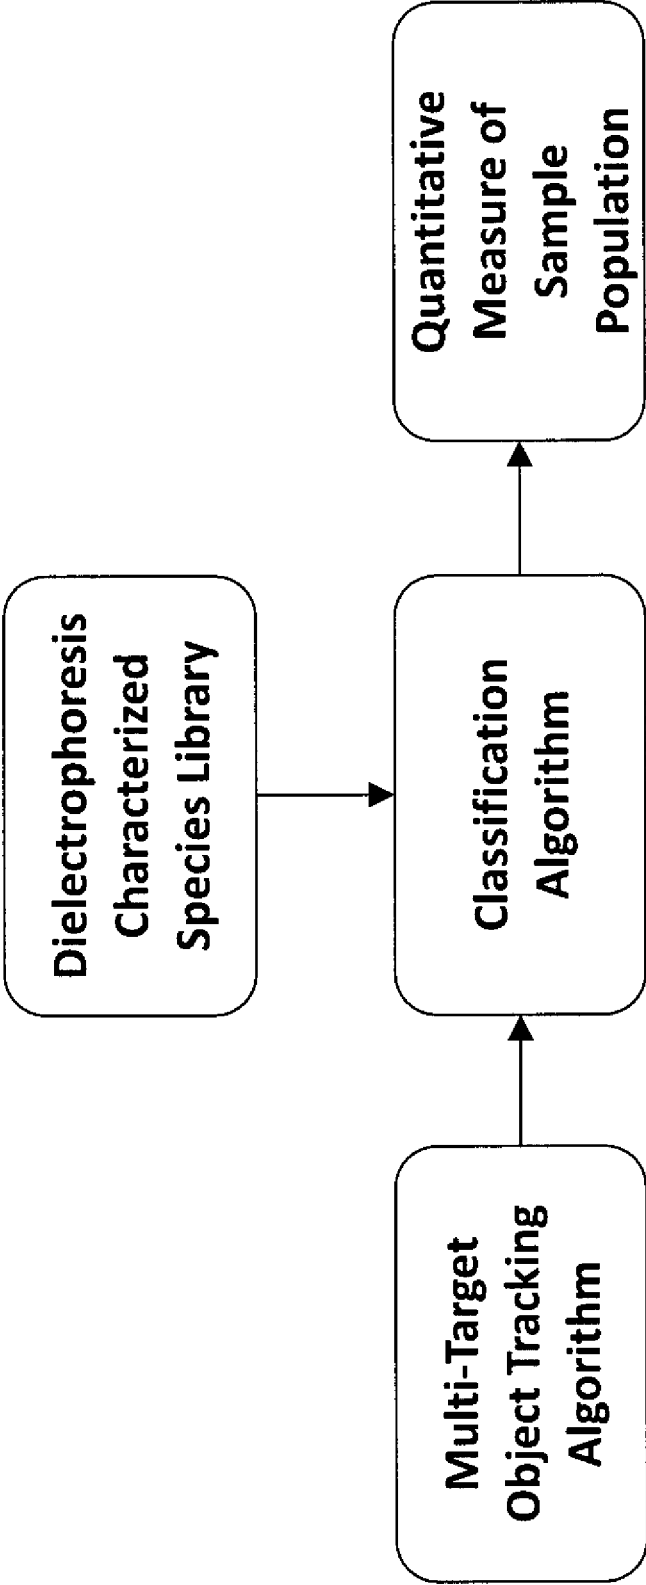 Dielectrophoresis
Characterized
Species Library
Multi-Target
Object Tracking
Algorithm
Classification
Algorithm
Quantitative
Measure of
Sample
Population